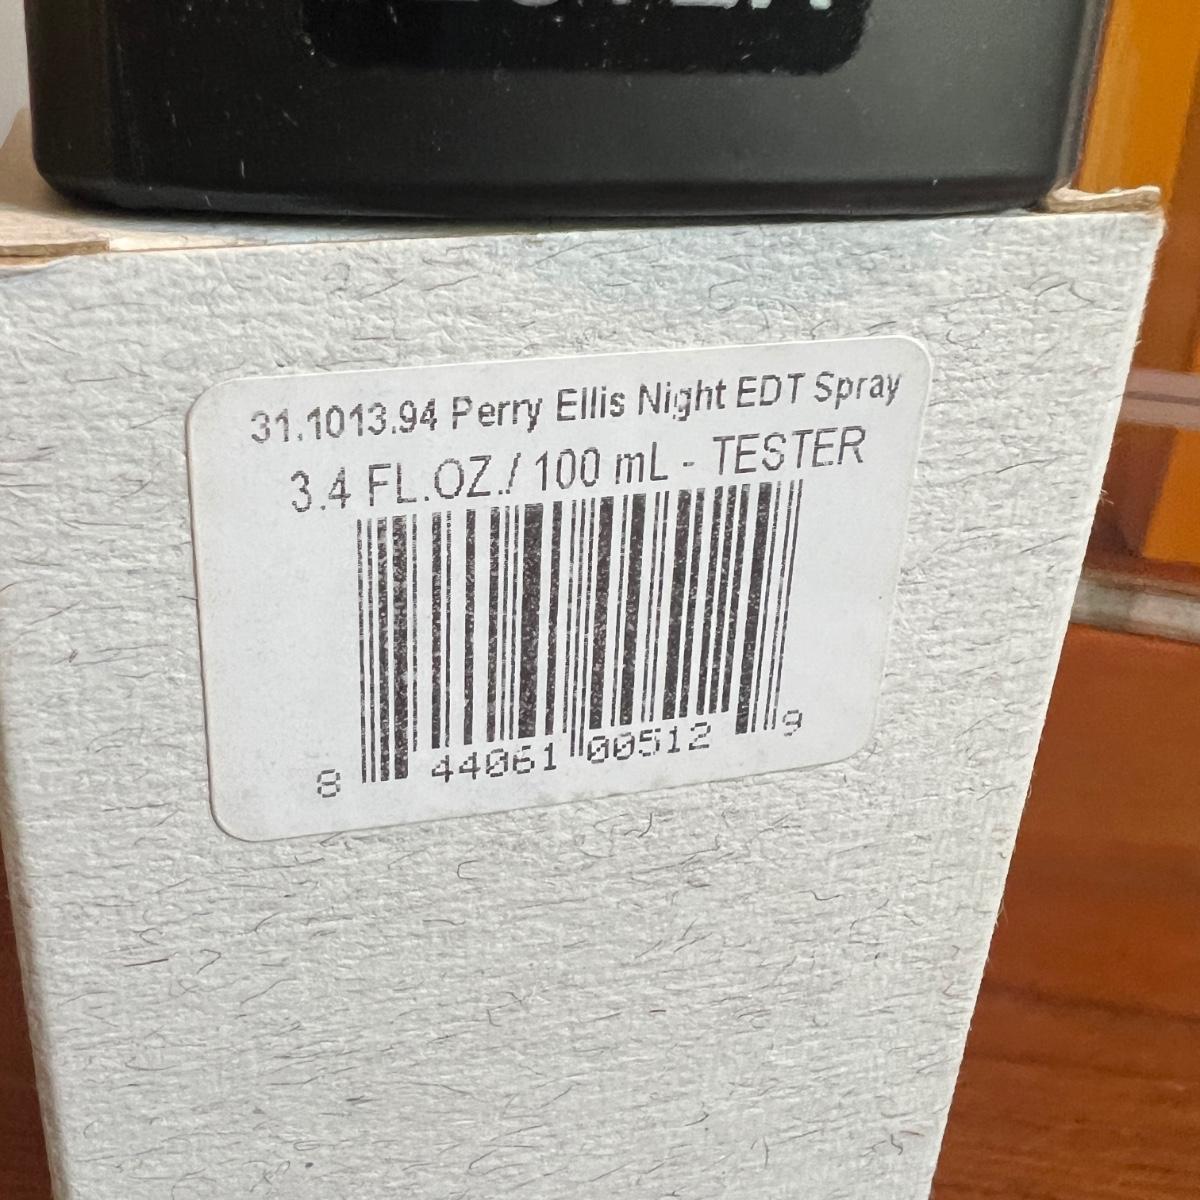 31.1013.94 Perry Ellis Night EDT Spray
3.4 FL.OZ./ 100 mL - TESTER
8 44061 00512 9